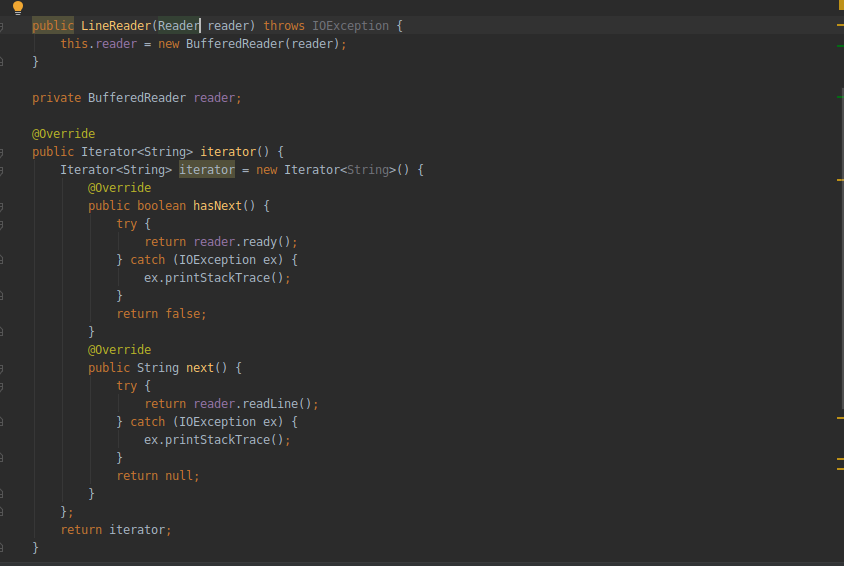 public LineReader(Reader reader) throws IOException {
this.reader = new BufferedReader(reader);
}
private BufferedReader reader;
@Override
public Iterator<String> iterator() {
Iterator<String> iterator = new Iterator<String>() {
@Override
public boolean hasNext() {
try {
return reader.ready();
} catch (IOException ex) {
ex.printStackTrace();
}
return false;
}
@Override
public String next() {
try {
return reader.readLine();
} catch (IOException ex) {
ex.printStackTrace();
}
return null;
}
};
return iterator;
}